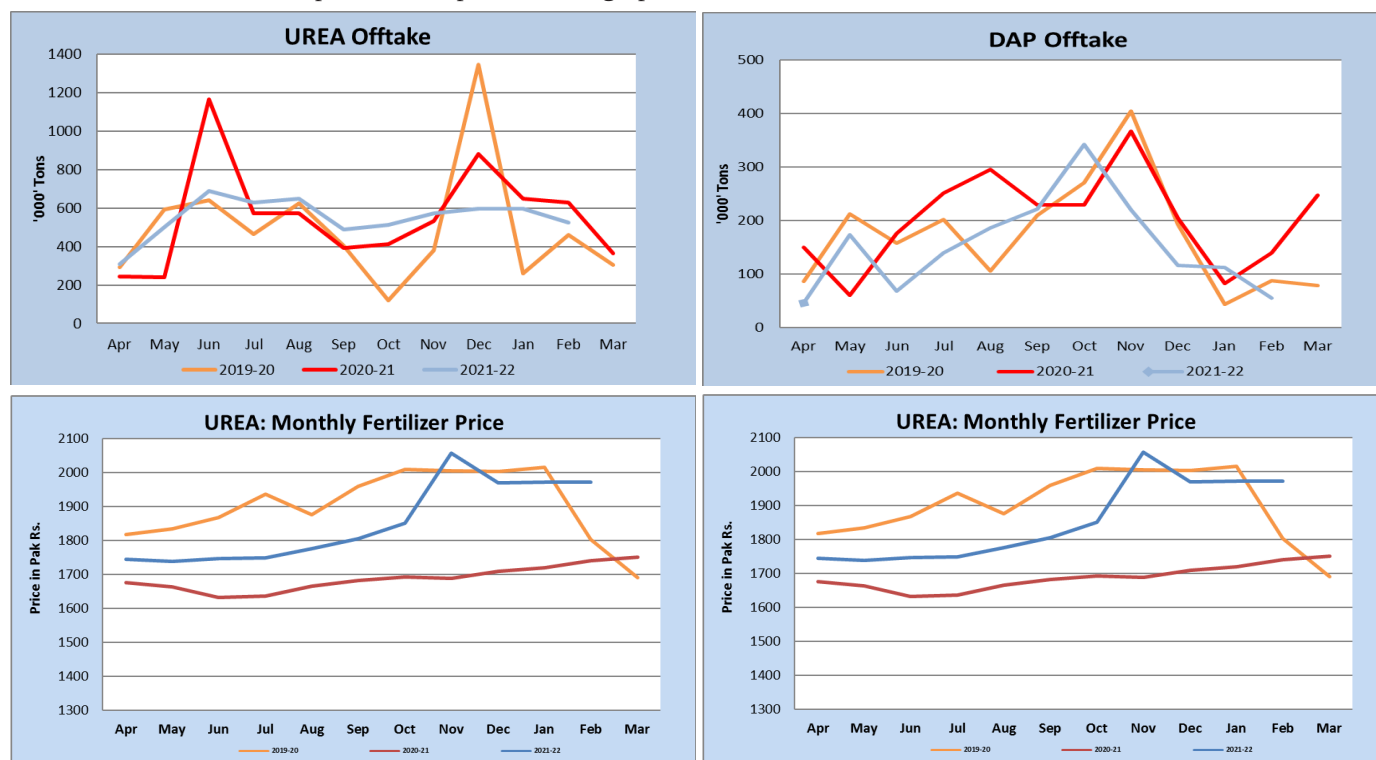 UREA Offtake
1400
1200
1000
800
600
400
200
0
'000' Tons
Apr May Jun Jul Aug Sep Oct Nov Dec Jan Feb Mar
2019-20 2020-21 2021-22
DAP Offtake
500
400
300
200
100
0
'000' Tons
Apr May Jun Jul Aug Sep Oct Nov Dec Jan Feb Mar
2019-20 2020-21 2021-22
UREA: Monthly Fertilizer Price
2100
2000
1900
1800
1700
1600
1500
1400
1300
Price in Pak Rs.
Apr May Jun Jul Aug Sep Oct Nov Dec Jan Feb Mar
2019-20 2020-21 2021-22
UREA: Monthly Fertilizer Price
2100
2000
1900
1800
1700
1600
1500
1400
1300
Price in Pak Rs.
Apr May Jun Jul Aug Sep Oct Nov Dec Jan Feb Mar
2019-20 2020-21 2021-22